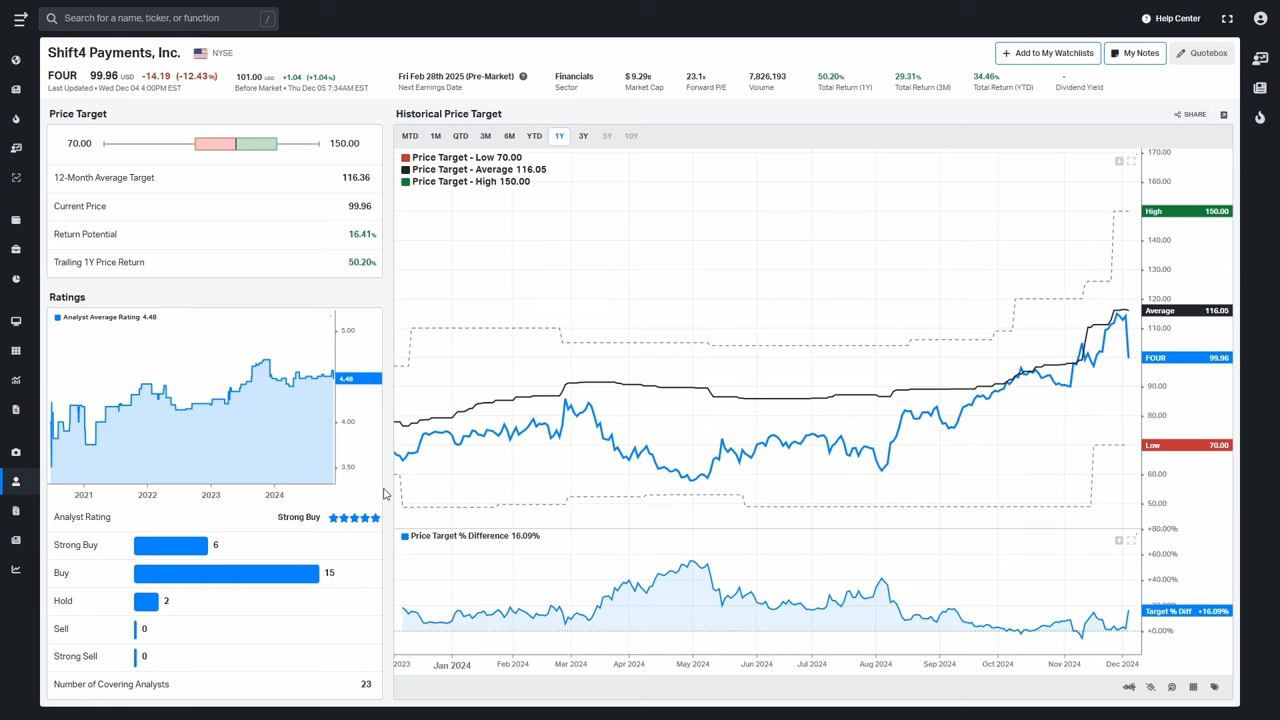 Search for a name, ticker, or function /
Help Center
Shift4 Payments, Inc. NYSE
+ Add to My Watchlists
My Notes
Quotebox
FOUR 99.96 USD -14.19 (-12.43%)
Last Updated • Wed Dec 04 4:00PM EST
101.00 USD +1.04 (+1.04%)
Before Market • Thu Dec 05 7:34AM EST
Fri Feb 28th 2025 (Pre-Market) ?
Next Earnings Date
Financials
Sector
$ 9.29B
Market Cap
23.1x
Forward P/E
7,826,193
Volume
50.20%
Total Return (1Y)
29.31%
Total Return (3M)
34.46%
Total Return (YTD)
-
Dividend Yield
Price Target
70.00 150.00
12-Month Average Target 116.36
Current Price 99.96
Return Potential 16.41%
Trailing 1Y Price Return 50.20%
Ratings
Analyst Average Rating 4.48
5.00
4.48
4.00
3.50
2021 2022 2023 2024
Analyst Rating Strong Buy
Strong Buy 6
Buy 15
Hold 2
Sell 0
Strong Sell 0
Number of Covering Analysts 23
Historical Price Target
SHARE
MTD 1M QTD 3M 6M YTD 1Y 3Y 5Y 10Y
Price Target - Low 70.00
Price Target - Average 116.05
Price Target - High 150.00
170.00
160.00
High 150.00
140.00
130.00
120.00
Average 116.05
110.00
FOUR 99.96
90.00
80.00
Low 70.00
60.00
50.00
+80.00%
Price Target % Difference 16.09%
+60.00%
+40.00%
Target % Diff +16.09%
+0.00%
2023 Jan 2024 Feb 2024 Mar 2024 Apr 2024 May 2024 Jun 2024 Jul 2024 Aug 2024 Sep 2024 Oct 2024 Nov 2024 Dec 2024